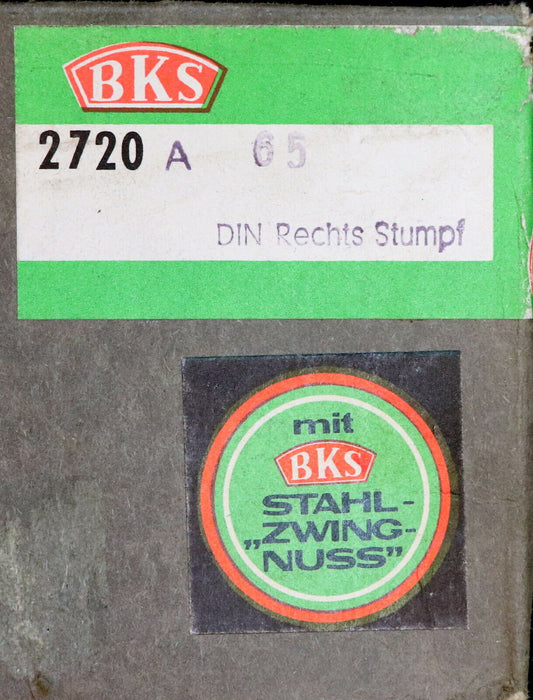 BKS
2720 A 65
DIN Rechts Stumpf
mit
BKS
STAHL-
„ZWING-
NUSS”